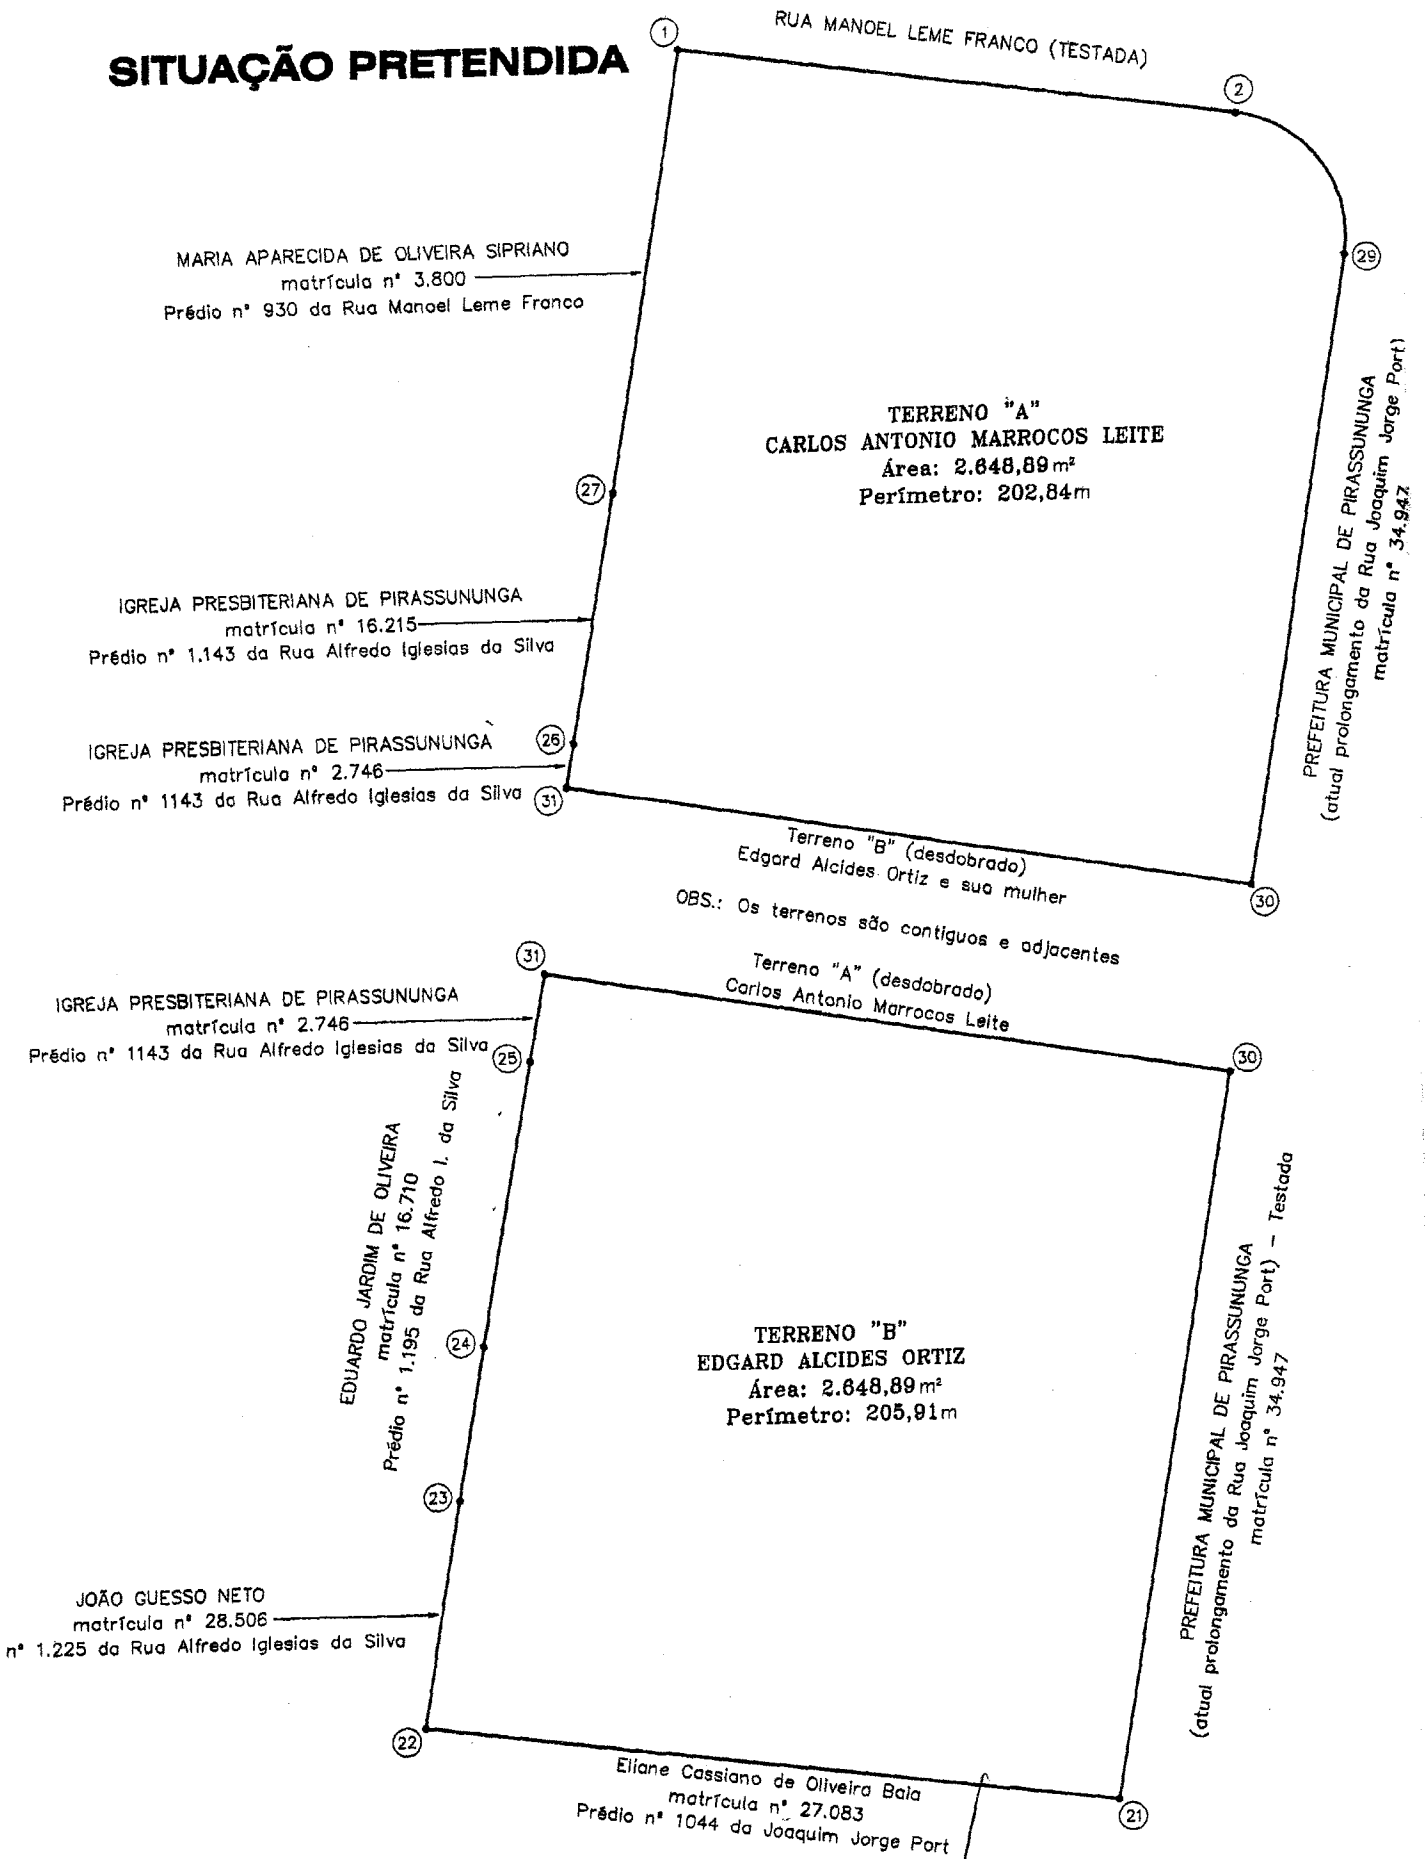 SITUAÇÃO PRETENDIDA
1
RUA MANOEL LEME FRANCO (TESTADA)
2
29
MARIA APARECIDA DE OLIVEIRA SIPRIANO
matrícula nº 3.800
Prédio nº 930 da Rua Manoel Leme Franco
TERRENO "A"
CARLOS ANTONIO MARROCOS LEITE
Área: 2.648,89m²
Perímetro: 202,84m
PREFEITURA MUNICIPAL DE PIRASSUNUNGA
(atual prolongamento da Rua Joaquim Jorge Port)
matrícula nº 34.947
27
IGREJA PRESBITERIANA DE PIRASSUNUNGA
matrícula nº 16.215
Prédio nº 1.143 da Rua Alfredo Iglesias da Silva
26
IGREJA PRESBITERIANA DE PIRASSUNUNGA
matrícula nº 2.746
Prédio nº 1143 da Rua Alfredo Iglesias da Silva
31
Terreno "B" (desdobrado)
Edgard Alcides Ortiz e sua mulher
30
OBS.: Os terrenos são contiguos e adjacentes
31
Terreno "A" (desdobrado)
Carlos Antonio Marrocos Leite
30
IGREJA PRESBITERIANA DE PIRASSUNUNGA
matrícula nº 2.746
Prédio nº 1143 da Rua Alfredo Iglesias da Silva
25
EDUARDO JARDIM DE OLIVEIRA
matrícula nº 16.710
Prédio nº 1.195 da Rua Alfredo I. da Silva
24
TERRENO "B"
EDGARD ALCIDES ORTIZ
Área: 2.648,89m²
Perímetro: 205,91m
PREFEITURA MUNICIPAL DE PIRASSUNUNGA
(atual prolongamento da Rua Joaquim Jorge Port) - Testada
matrícula nº 34.947
23
JOÃO GUESSO NETO
matrícula nº 28.506
nº 1.225 da Rua Alfredo Iglesias da Silva
22
Eliane Cassiano de Oliveira Baia
matrícula nº 27.083
Prédio nº 1044 da Joaquim Jorge Port
21